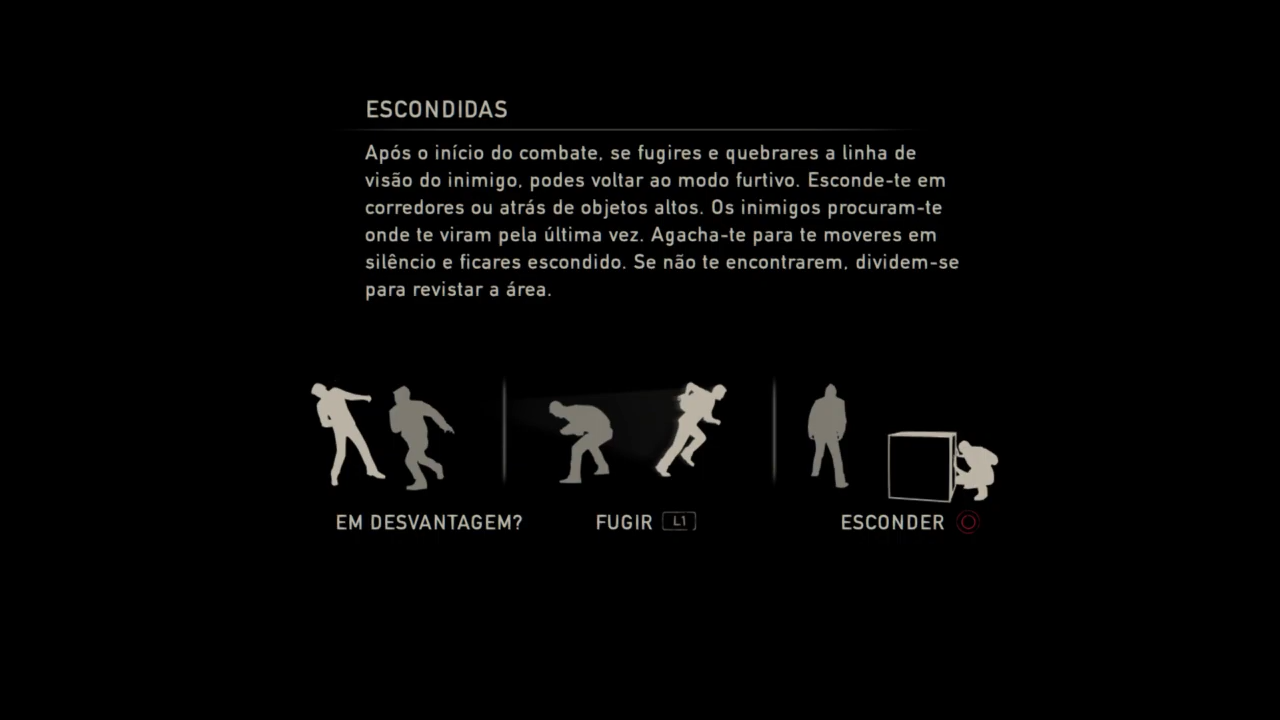 ESCONDIDAS
Após o início do combate, se fugires e quebrares a linha de
visão do inimigo, podes voltar ao modo furtivo. Esconde-te em
corredores ou atrás de objetos altos. Os inimigos procuram-te
onde te viram pela última vez. Agacha-te para te moveres em
silêncio e ficares escondido. Se não te encontrarem, dividem-se
para revistar a área.
EM DESVANTAGEM?
FUGIR L1
ESCONDER